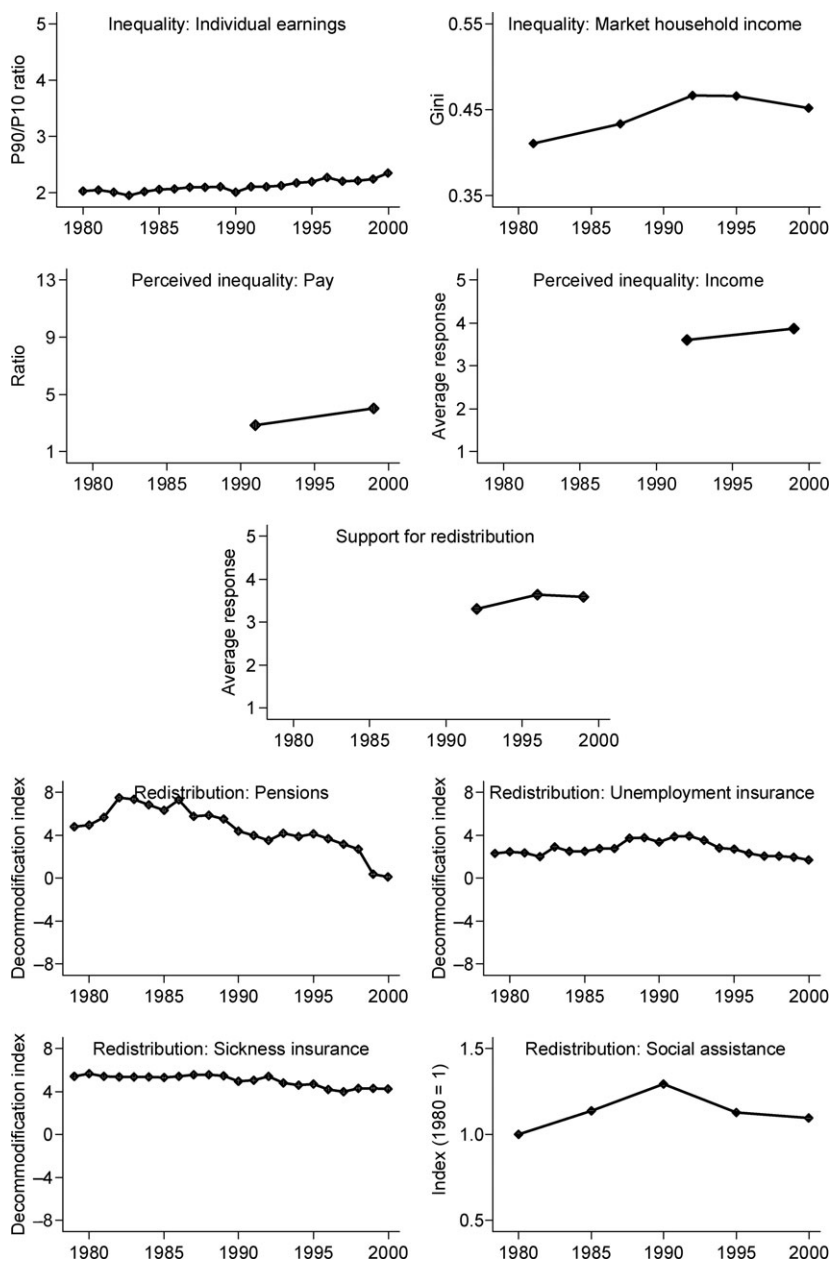 Inequality: Individual earnings
P90/P10 ratio
5
4
3
2
1980 1985 1990 1995 2000
Inequality: Market household income
Gini
0.55
0.45
0.35
1980 1985 1990 1995 2000
Perceived inequality: Pay
Ratio
13
9
5
1
1980 1985 1990 1995 2000
Perceived inequality: Income
Average response
5
4
3
2
1
1980 1985 1990 1995 2000
Support for redistribution
Average response
5
4
3
2
1
1980 1985 1990 1995 2000
Redistribution: Pensions
Decommodification index
8
4
0
–4
–8
1980 1985 1990 1995 2000
Redistribution: Unemployment insurance
Decommodification index
8
4
0
–4
–8
1980 1985 1990 1995 2000
Redistribution: Sickness insurance
Decommodification index
8
4
0
–4
–8
1980 1985 1990 1995 2000
Redistribution: Social assistance
Index (1980 = 1)
1.5
1.0
0.5
1980 1985 1990 1995 2000